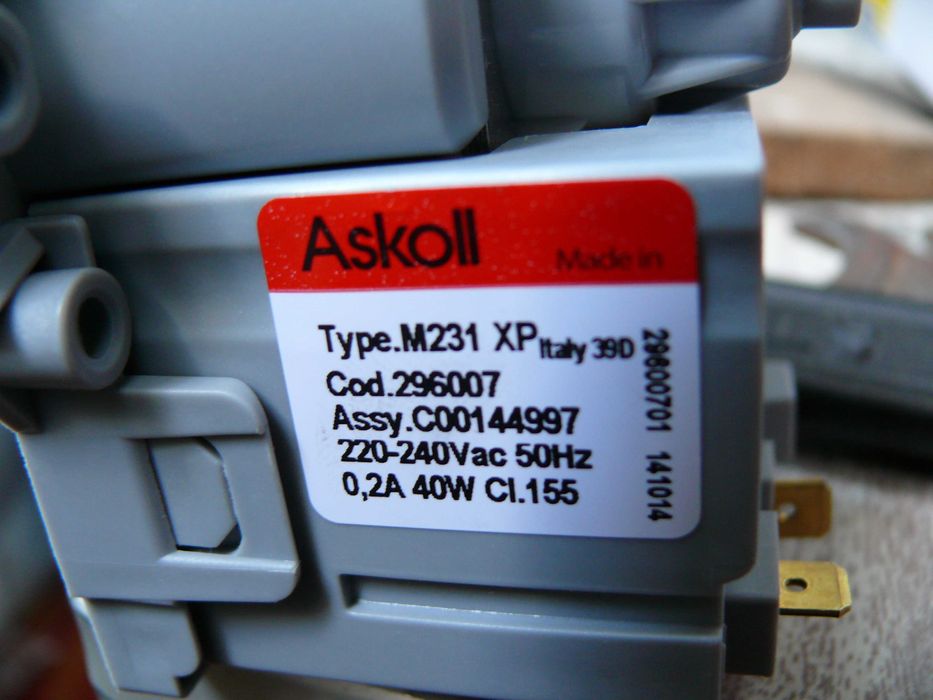 Askoll
Made in
Type.M231 XP Italy 39D
Cod.296007
Assy.C00144997
220-240Vac 50Hz
0,2A 40W Cl.155
29600701 141014